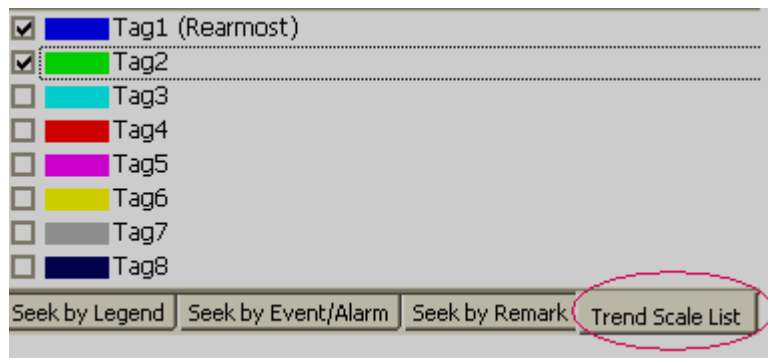 Tag1 (Rearmost)
Tag2
Tag3
Tag4
Tag5
Tag6
Tag7
Tag8
Seek by Legend Seek by Event/Alarm Seek by Remark Trend Scale List